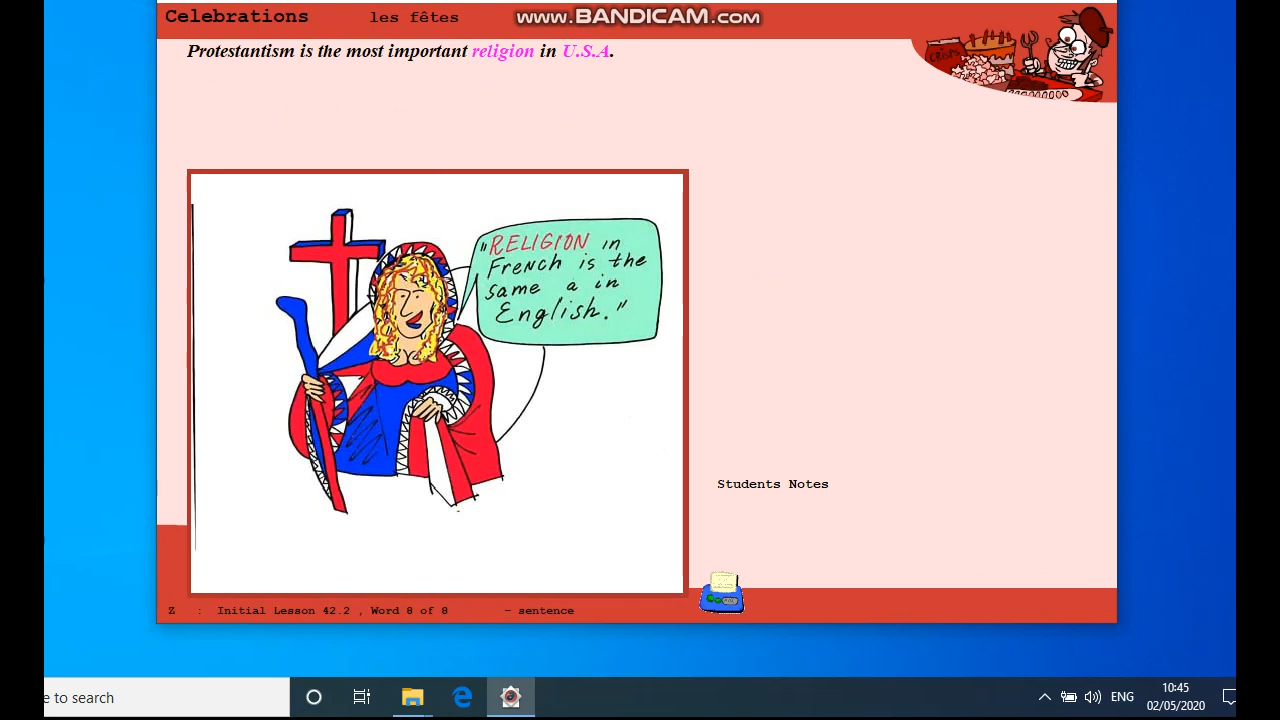 Celebrations les fêtes
www.BANDICAM.com
Protestantism is the most important religion in U.S.A.
CRISPS
"RELIGION in
French is the
same a in
English."
Students Notes
Z : Initial Lesson 42.2 , Word 8 of 8 - sentence
e to search
ENG
10:45
02/05/2020